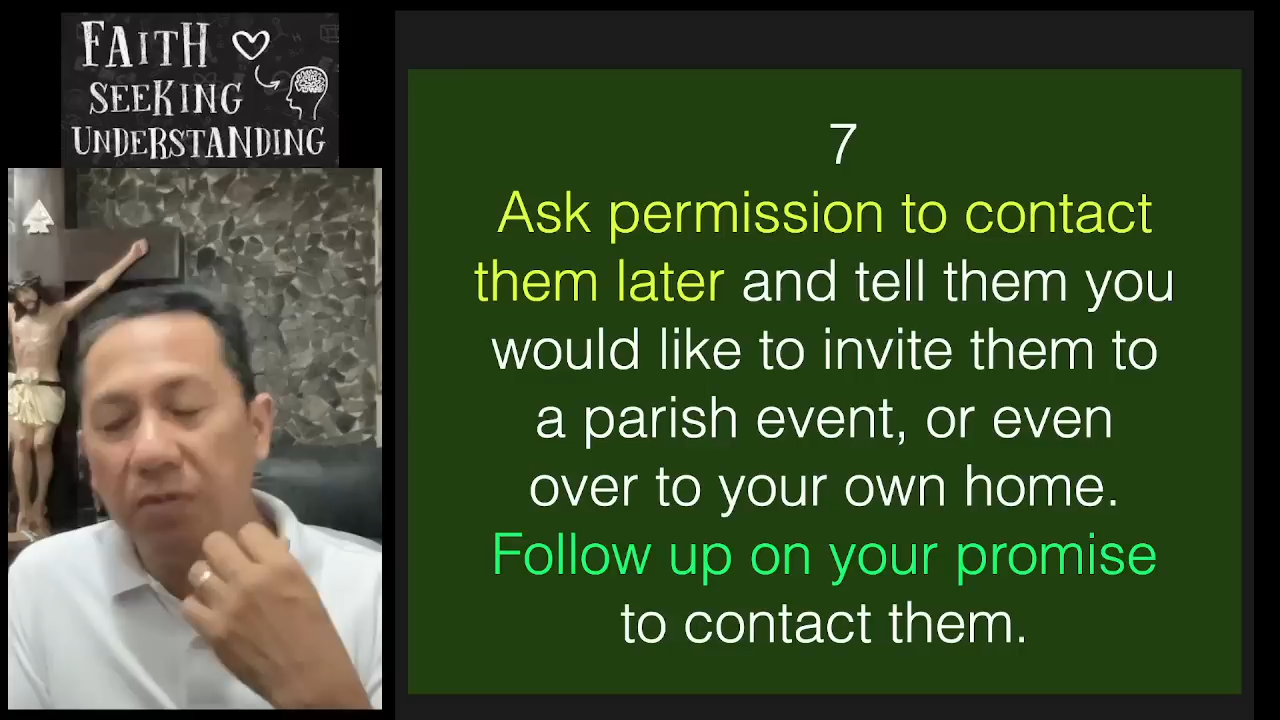 FAITH
SEEKING
UNDERSTANDING
7
Ask permission to contact
them later and tell them you
would like to invite them to
a parish event, or even
over to your own home.
Follow up on your promise
to contact them.